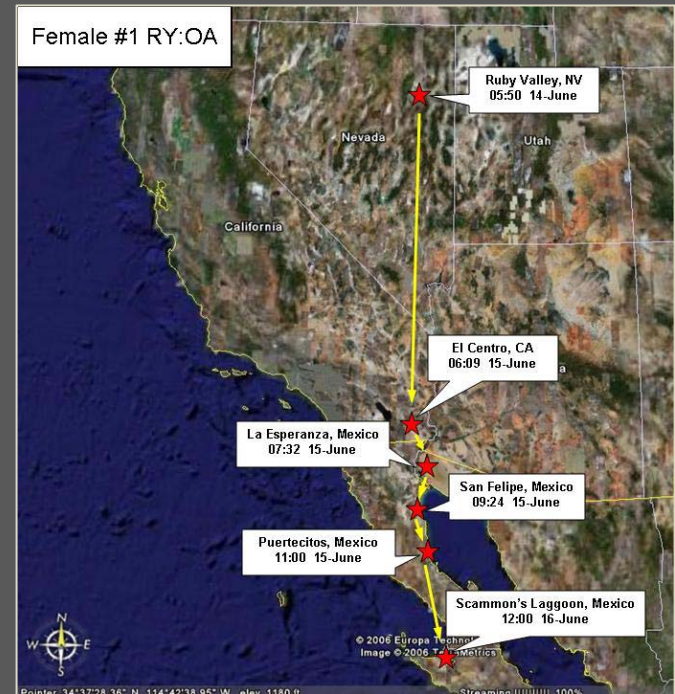 Female #1 RY:OA
Ruby Valley, NV
05:50 14-June
Nevada
Utah
California
El Centro, CA
06:09 15-June
a
La Esperanza, Mexico
07:32 15-June
San Felipe, Mexico
09:24 15-June
Puertecitos, Mexico
11:00 15-June
Scammon's Laggoon, Mexico
12:00 16-June
© 2006 Europa Technol
Image © 2006 TerraMetrics
N
W E
S
Pointer 34°37'28.36" N 114°42'38.95" W elev 1180 ft Streaming 100%